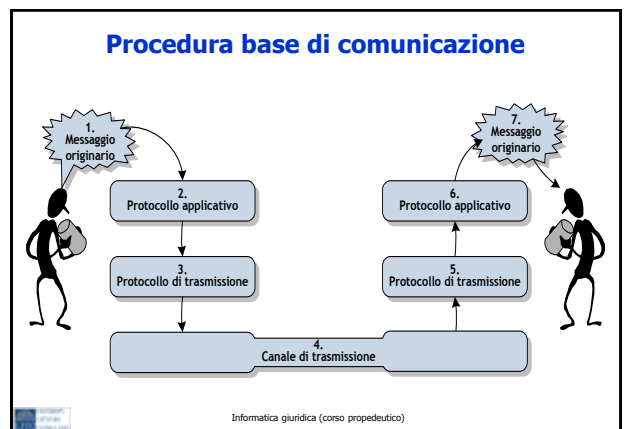 Procedura base di comunicazione
1.
Messaggio
originario
2.
Protocollo applicativo
3.
Protocollo di trasmissione
4.
Canale di trasmissione
5.
Protocollo di trasmissione
6.
Protocollo applicativo
7.
Messaggio
originario
Informatica giuridica (corso propedeutico)